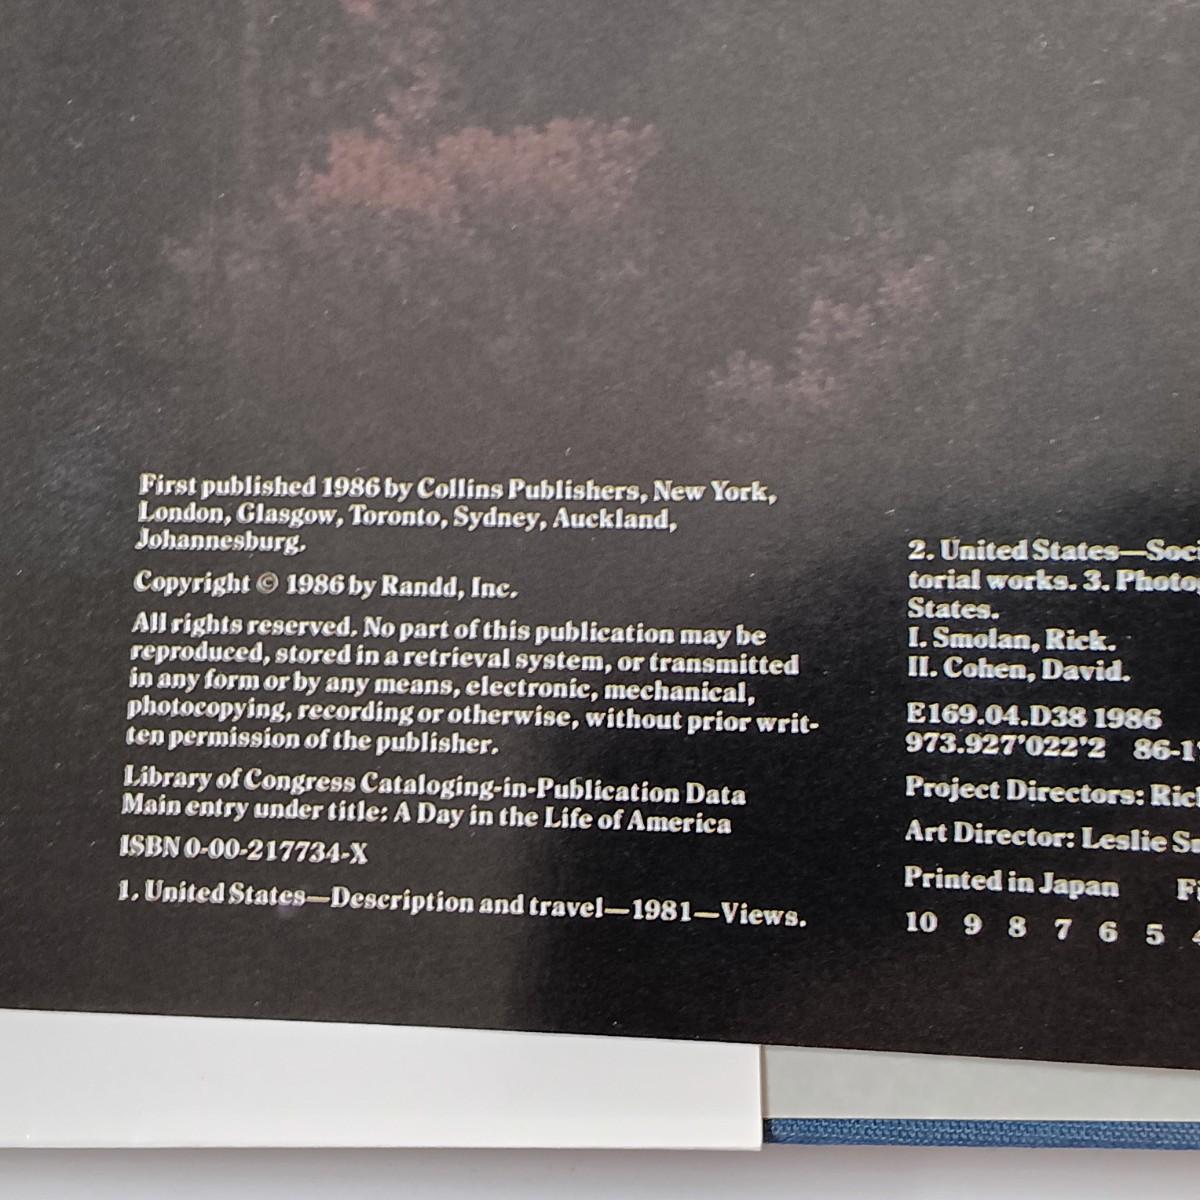 First published 1986 by Collins Publishers, New York,
London, Glasgow, Toronto, Sydney, Auckland,
Johannesburg.
Copyright © 1986 by Randd, Inc.
All rights reserved. No part of this publication may be
reproduced, stored in a retrieval system, or transmitted
in any form or by any means, electronic, mechanical,
photocopying, recording or otherwise, without prior writ-
ten permission of the publisher.
Library of Congress Cataloging-in-Publication Data
Main entry under title: A Day in the Life of America
ISBN 0-00-217734-X
1. United States—Description and travel—1981—Views.
2. United States—Soci
torial works. 3. Photo
States.
I. Smolan, Rick.
II. Cohen, David.
E169.04.D38 1986
973.927'022'2 86-1
Project Directors: Ric
Art Director: Leslie S
Printed in Japan Fi
10 9 8 7 6 5